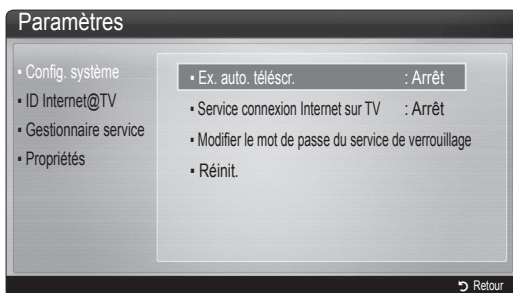 Paramètres
▪ Config. système
▪ ID Internet@TV
▪ Gestionnaire service
▪ Propriétés
▪ Ex. auto. téléscr. : Arrêt
▪ Service connexion Internet sur TV : Arrêt
▪ Modifier le mot de passe du service de verrouillage
▪ Réinit.
Retour